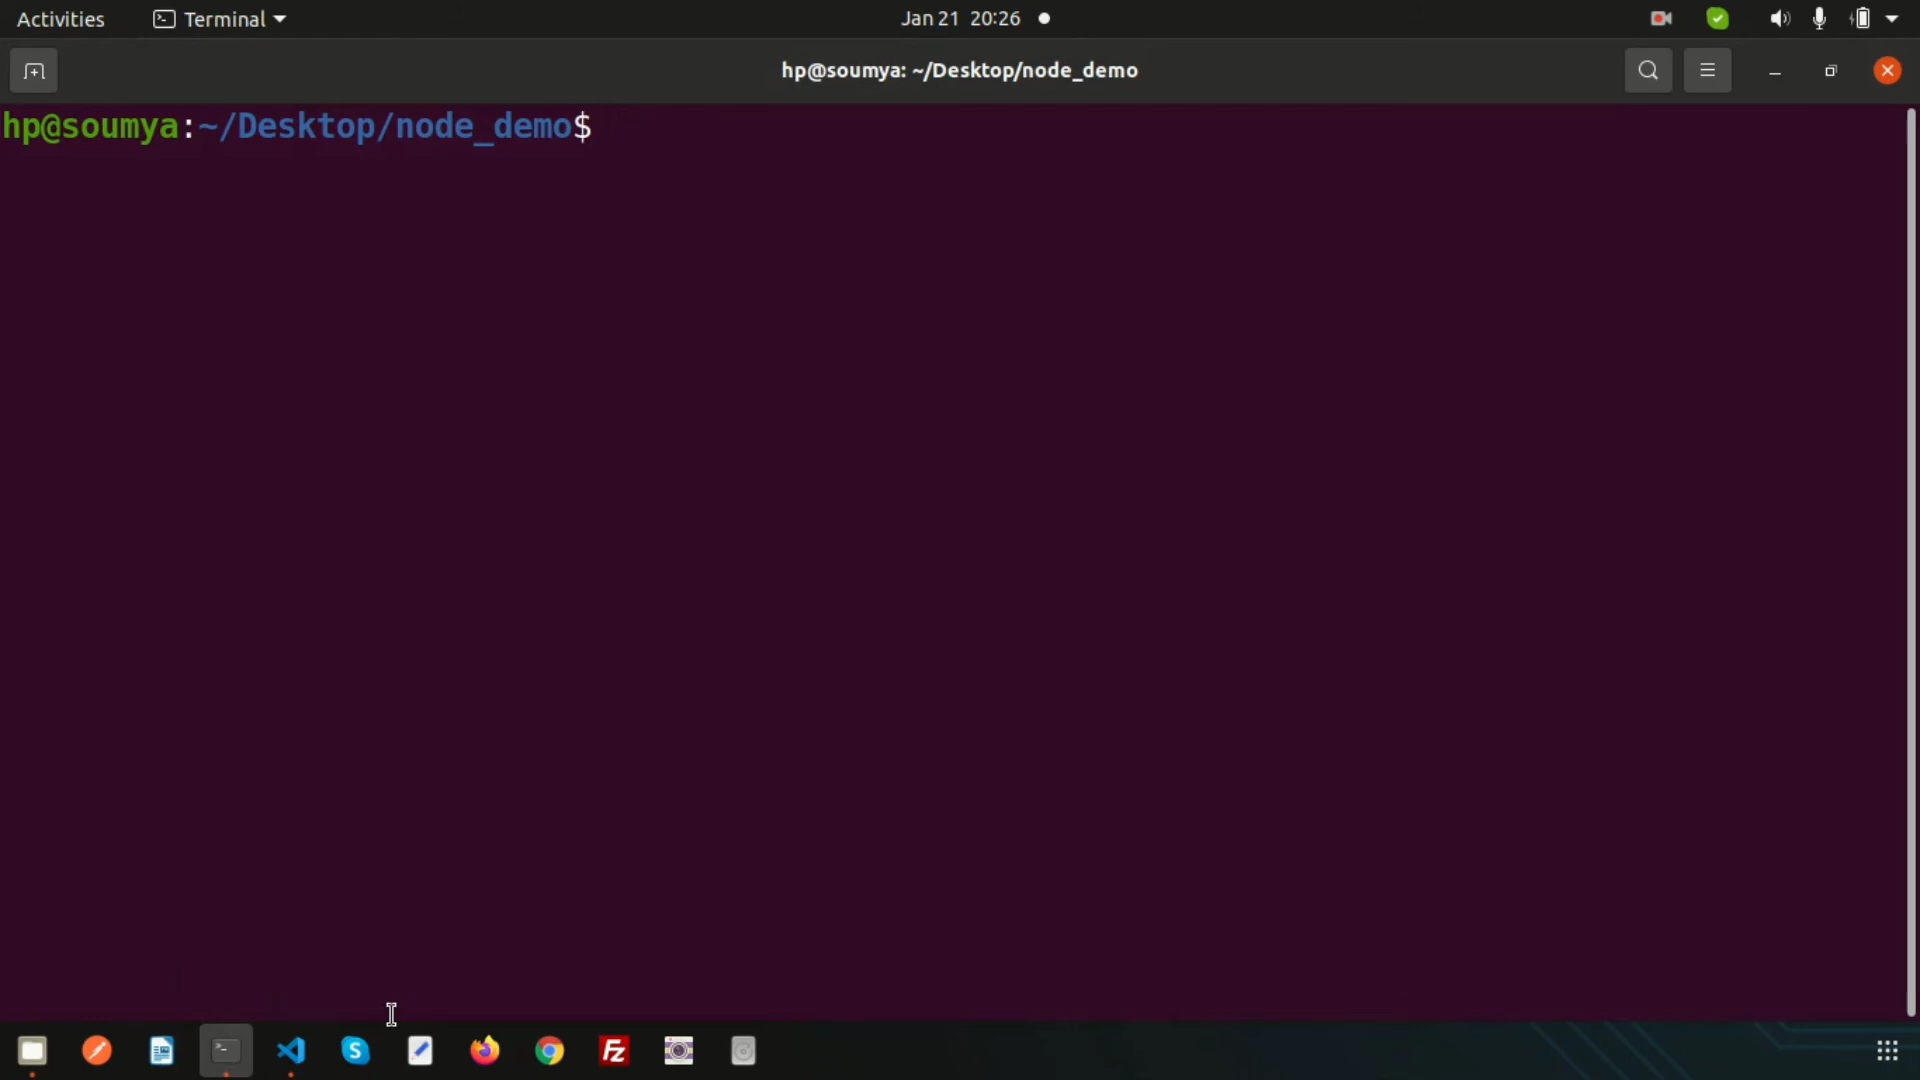 Activities Terminal Jan 21 20:26
hp@soumya: ~/Desktop/node_demo
hp@soumya:~/Desktop/node_demo$